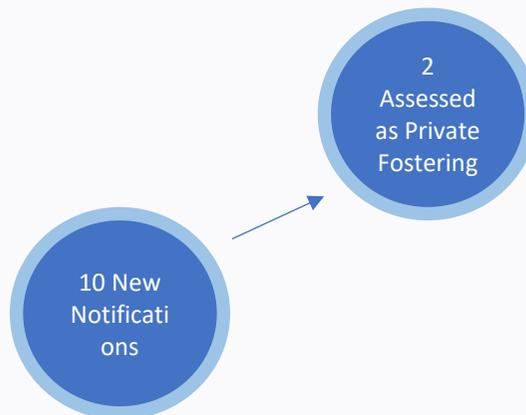 2
Assessed
as Private
Fostering
10 New
Notificati
ons